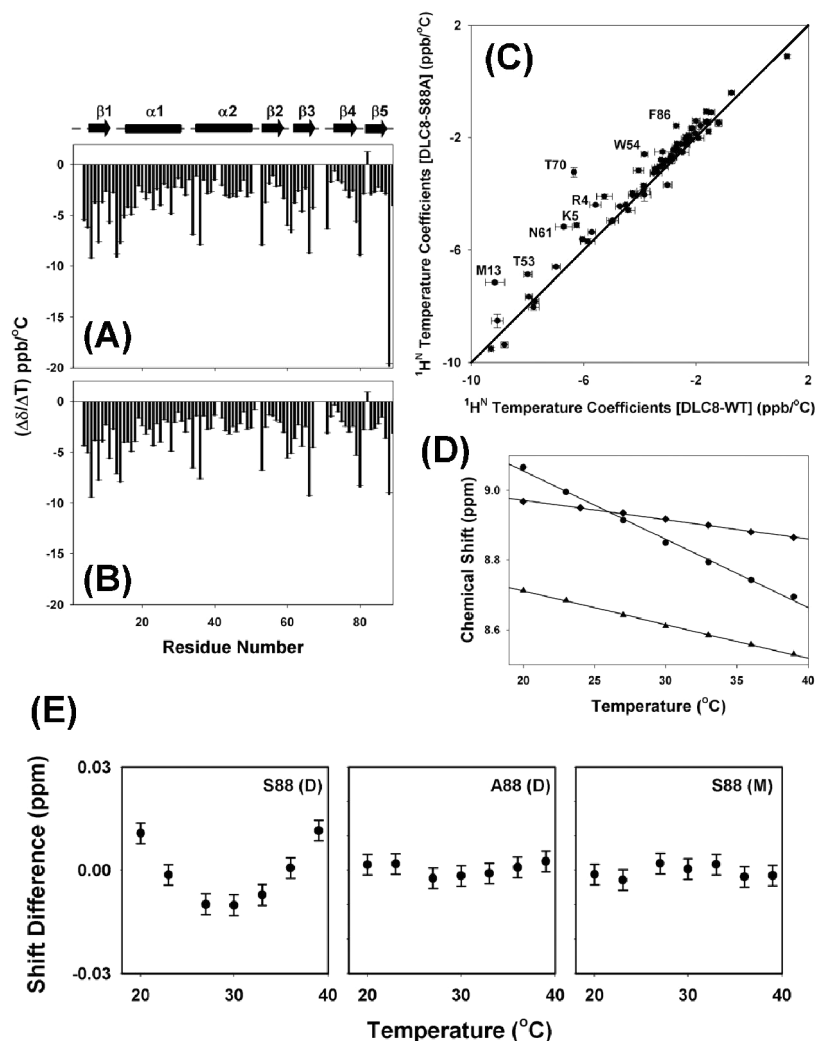 β1 α1 α2 β2 β3 β4 β5
0
-5
-10
-15
-20
(A)
0
-5
-10
-15
-20
(B)
20 40 60 80
Residue Number
(Δδ/ΔT) ppb/°C
2
-2
-6
-10
(C)
F86
W54
T70
R4
K5
N61
T53
M13
-10 -6 -2 2
¹Hᴺ Temperature Coefficients [DLC8-S88A] (ppb/°C)
¹Hᴺ Temperature Coefficients [DLC8-WT] (ppb/°C)
(D)
9.0
8.8
8.6
20 25 30 35 40
Chemical Shift (ppm)
Temperature (°C)
(E)
0.03
0.00
-0.03
Shift Difference (ppm)
S88 (D) A88 (D) S88 (M)
20 30 40 20 30 40 20 30 40
Temperature (°C)